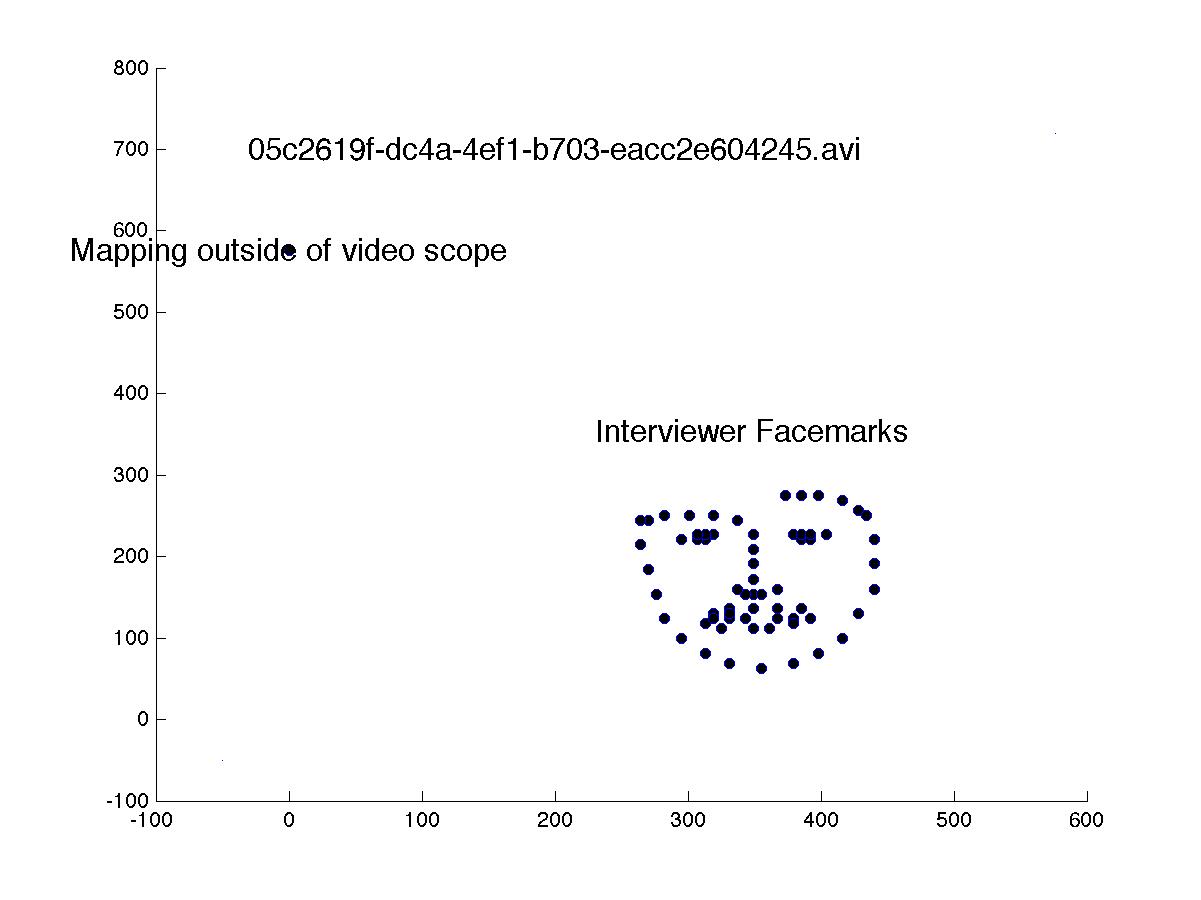 800
700
05c2619f-dc4a-4ef1-b703-eacc2e604245.avi
600
Mapping outside of video scope
500
400
Interviewer Facemarks
300
200
100
0
-100
-100 0 100 200 300 400 500 600